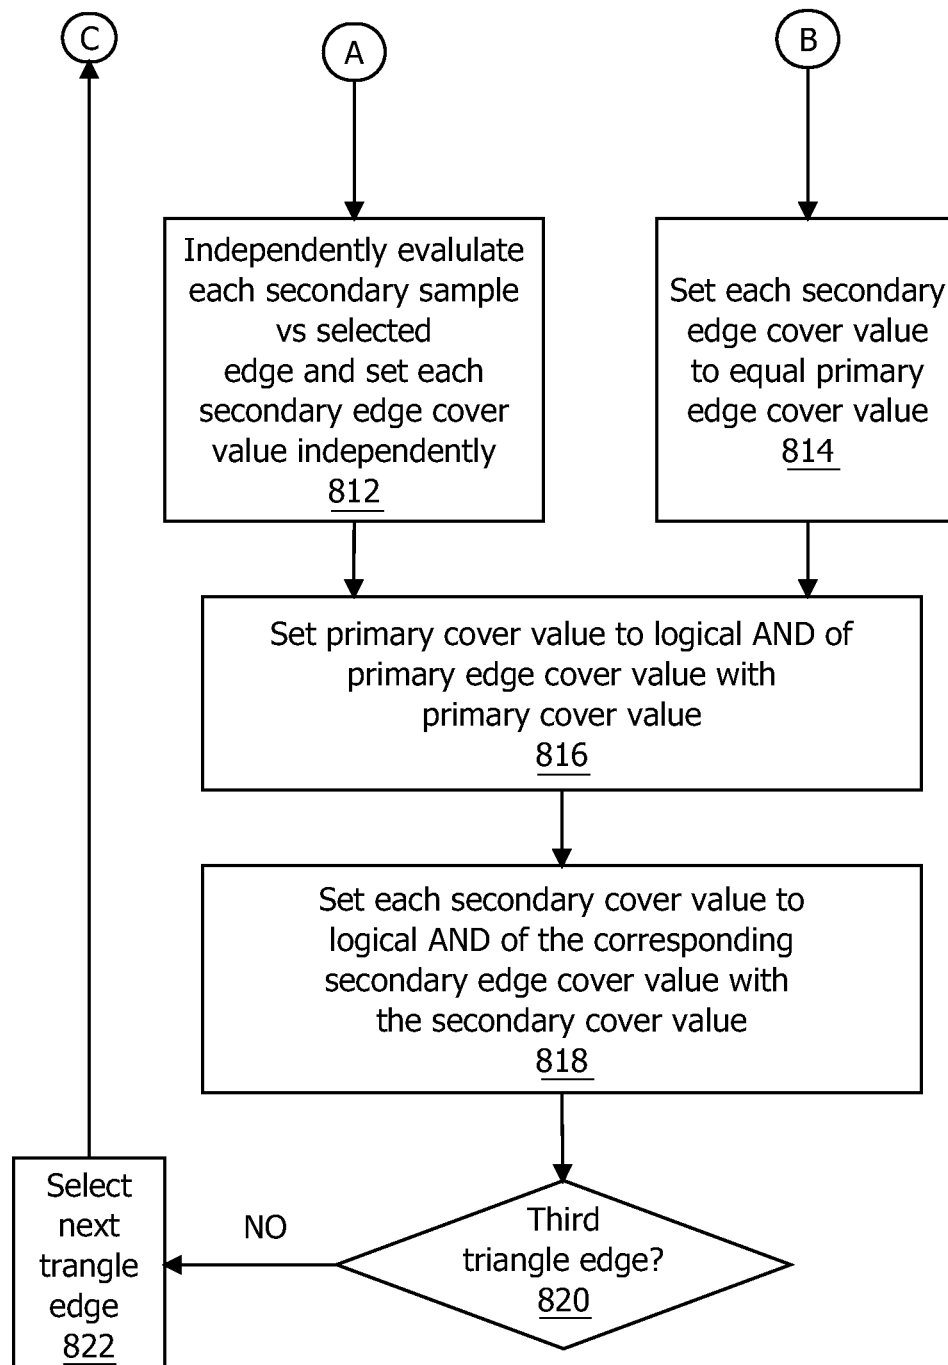 C
A
B
Independently evalulate
each secondary sample
vs selected
edge and set each
secondary edge cover
value independently
812
Set each secondary
edge cover value
to equal primary
edge cover value
814
Set primary cover value to logical AND of
primary edge cover value with
primary cover value
816
Set each secondary cover value to
logical AND of the corresponding
secondary edge cover value with
the secondary cover value
818
Third
triangle edge?
820
NO
Select
next
trangle
edge
822